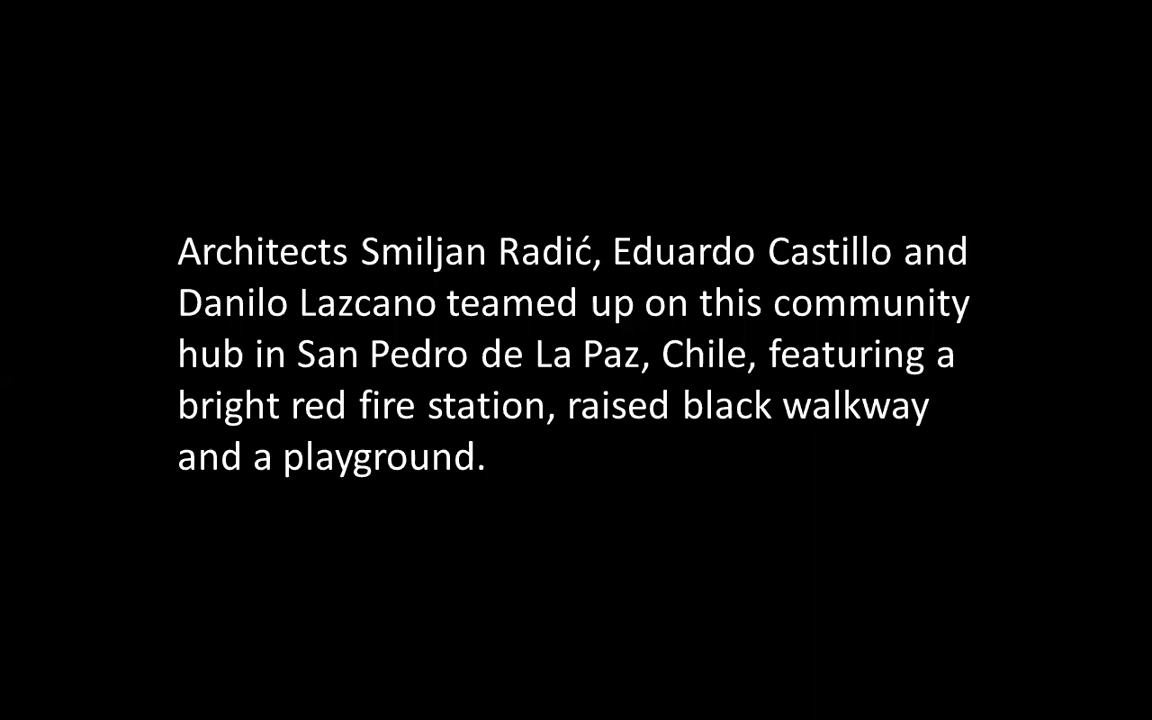 Architects Smiljan Radić, Eduardo Castillo and
Danilo Lazcano teamed up on this community
hub in San Pedro de La Paz, Chile, featuring a
bright red fire station, raised black walkway
and a playground.